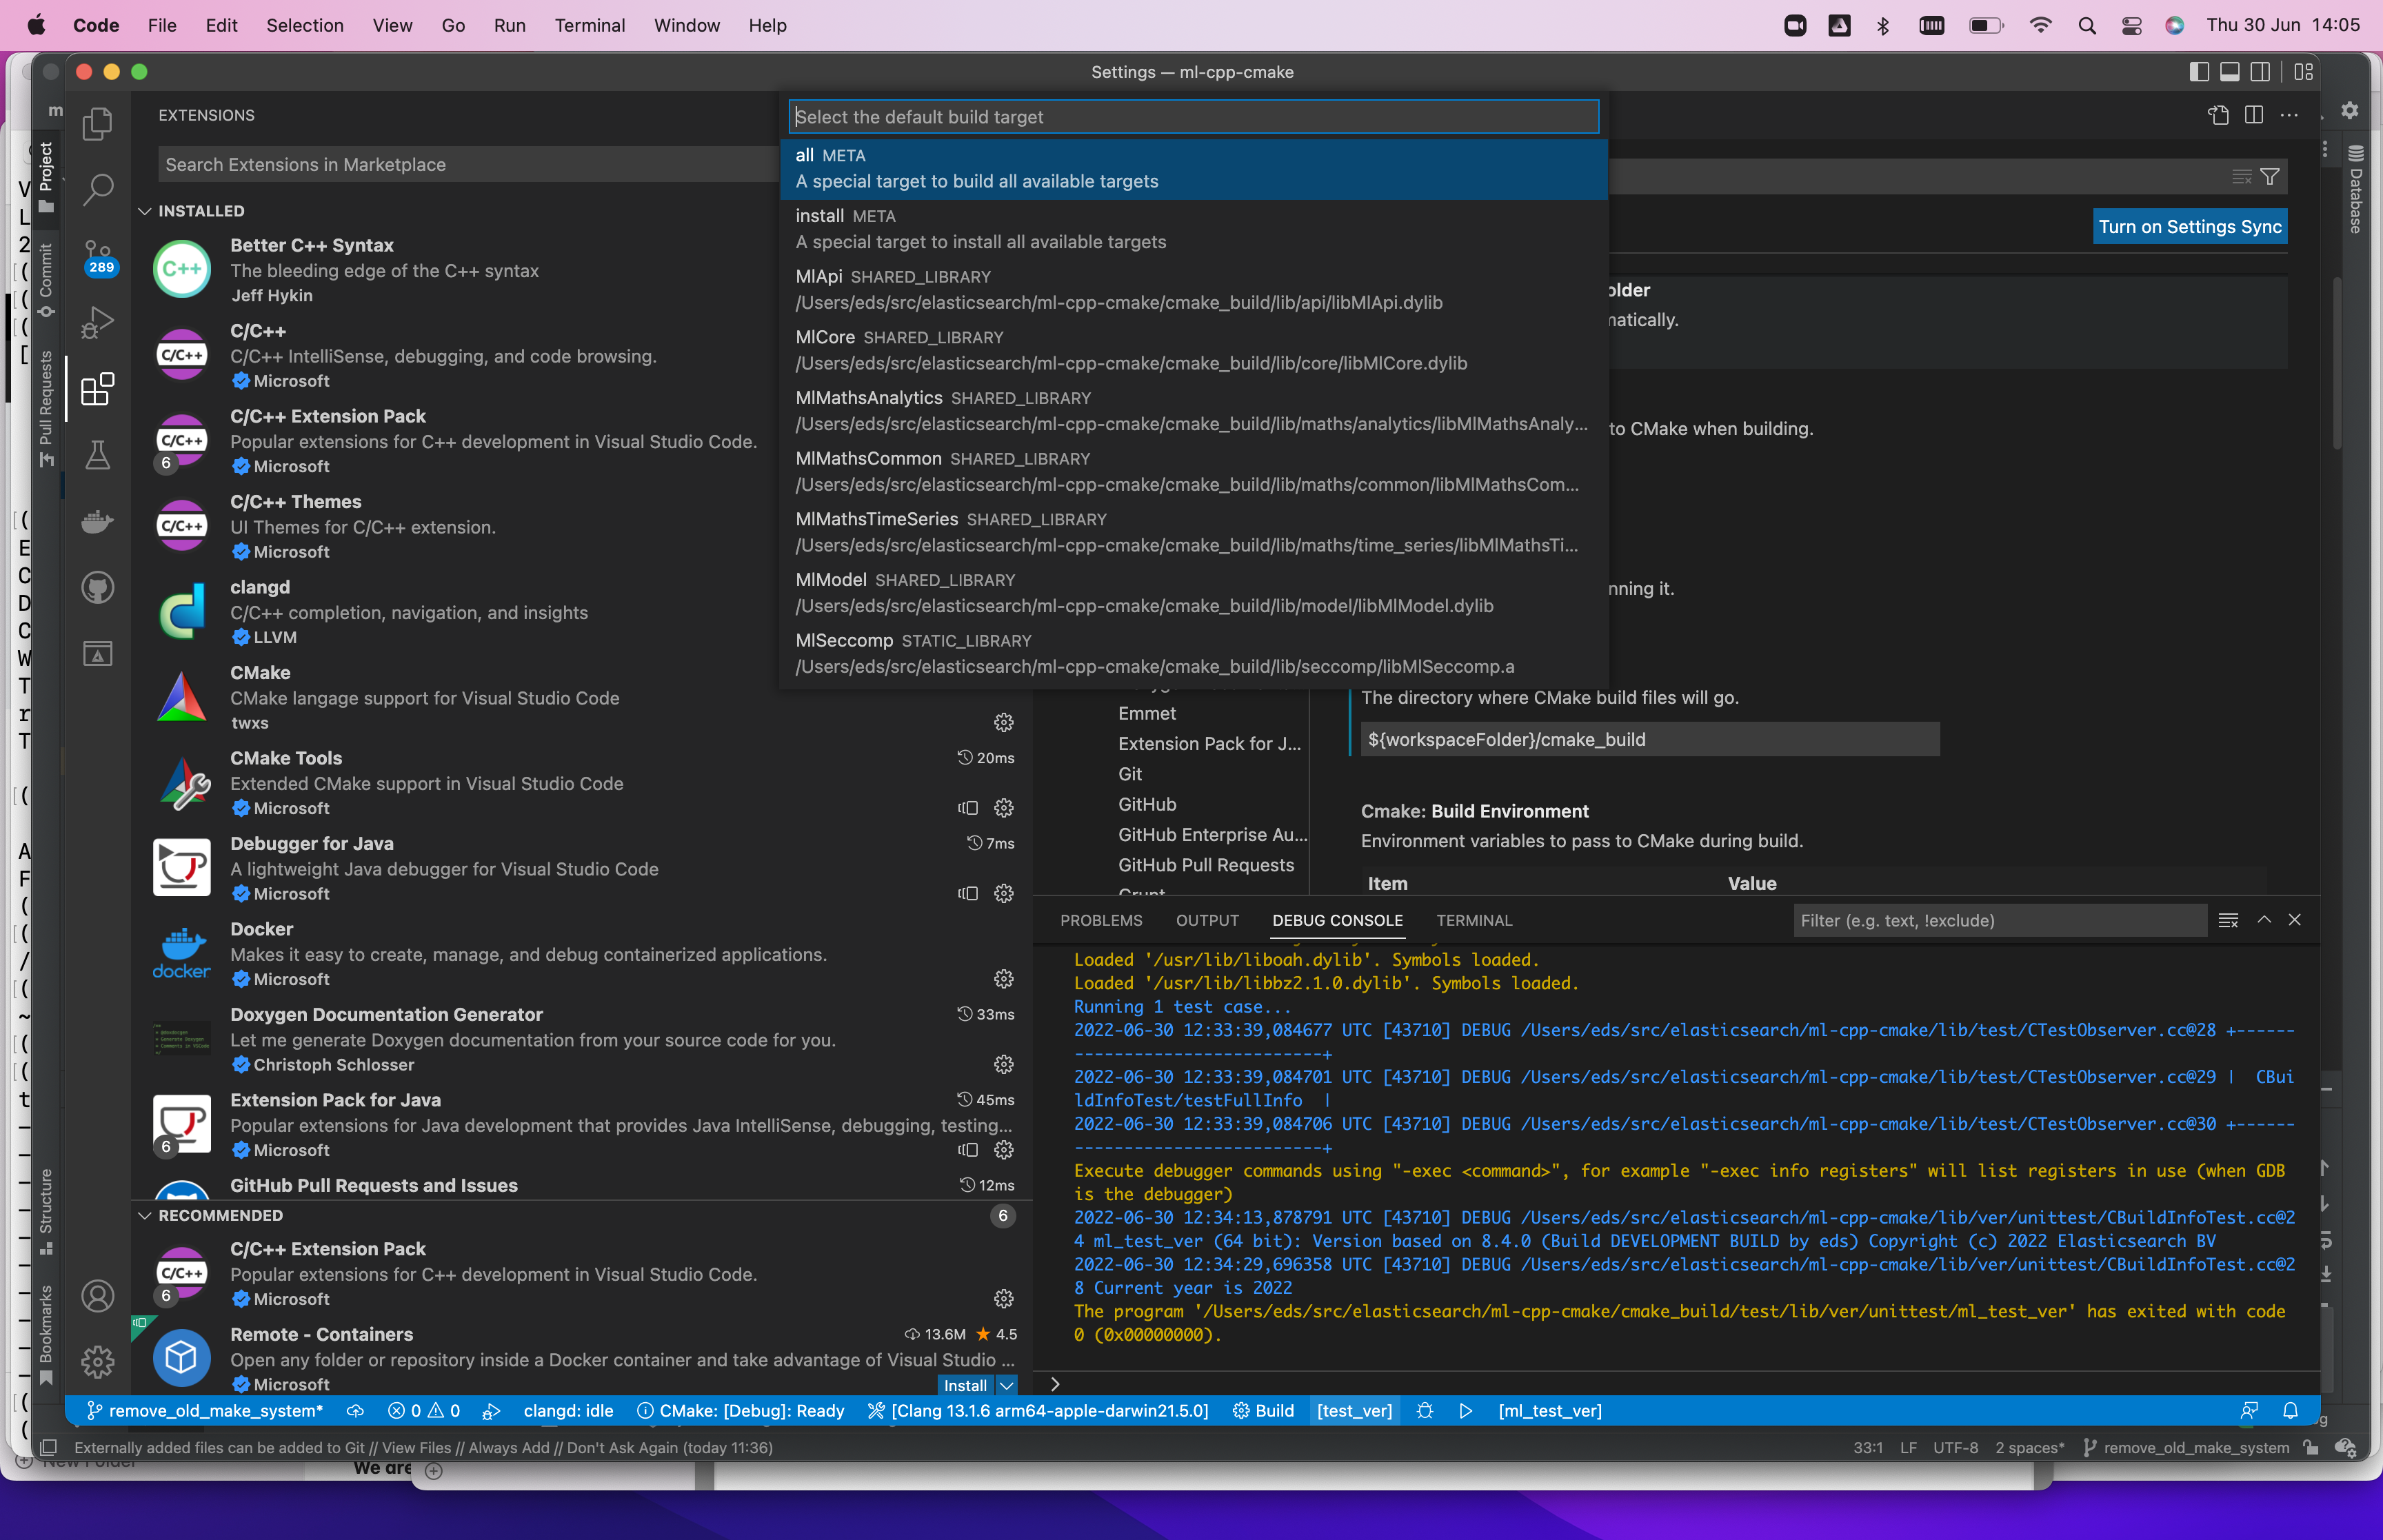 Code File Edit Selection View Go Run Terminal Window Help
Thu 30 Jun 14:05
Settings — ml-cpp-cmake
Project
Commit
Pull Requests
Structure
Bookmarks
289
EXTENSIONS
Search Extensions in Marketplace
INSTALLED
Better C++ Syntax
The bleeding edge of the C++ syntax
Jeff Hykin
C/C++
C/C++ IntelliSense, debugging, and code browsing.
Microsoft
C/C++ Extension Pack
Popular extensions for C++ development in Visual Studio Code.
6
Microsoft
C/C++ Themes
UI Themes for C/C++ extension.
Microsoft
clangd
C/C++ completion, navigation, and insights
LLVM
CMake
CMake langage support for Visual Studio Code
twxs
CMake Tools 20ms
Extended CMake support in Visual Studio Code
Microsoft
Debugger for Java 7ms
A lightweight Java debugger for Visual Studio Code
Microsoft
Docker
Makes it easy to create, manage, and debug containerized applications.
docker
Microsoft
Doxygen Documentation Generator 33ms
Let me generate Doxygen documentation from your source code for you.
Christoph Schlosser
Extension Pack for Java 45ms
Popular extensions for Java development that provides Java IntelliSense, debugging, testing...
6
Microsoft
GitHub Pull Requests and Issues 12ms
RECOMMENDED 6
C/C++ Extension Pack
Popular extensions for C++ development in Visual Studio Code.
6
Microsoft
Remote - Containers 13.6M 4.5
Open any folder or repository inside a Docker container and take advantage of Visual Studio ...
Microsoft
Install
Select the default build target
all META
A special target to build all available targets
install META
A special target to install all available targets
MlApi SHARED_LIBRARY
/Users/eds/src/elasticsearch/ml-cpp-cmake/cmake_build/lib/api/libMlApi.dylib
MlCore SHARED_LIBRARY
/Users/eds/src/elasticsearch/ml-cpp-cmake/cmake_build/lib/core/libMlCore.dylib
MlMathsAnalytics SHARED_LIBRARY
/Users/eds/src/elasticsearch/ml-cpp-cmake/cmake_build/lib/maths/analytics/libMlMathsAnaly...
MlMathsCommon SHARED_LIBRARY
/Users/eds/src/elasticsearch/ml-cpp-cmake/cmake_build/lib/maths/common/libMlMathsCom...
MlMathsTimeSeries SHARED_LIBRARY
/Users/eds/src/elasticsearch/ml-cpp-cmake/cmake_build/lib/maths/time_series/libMlMathsTi...
MlModel SHARED_LIBRARY
/Users/eds/src/elasticsearch/ml-cpp-cmake/cmake_build/lib/model/libMlModel.dylib
MlSeccomp STATIC_LIBRARY
/Users/eds/src/elasticsearch/ml-cpp-cmake/cmake_build/lib/seccomp/libMlSeccomp.a
Turn on Settings Sync
Database
older
natically.
to CMake when building.
nning it.
Emmet
Extension Pack for J...
Git
GitHub
GitHub Enterprise Au...
GitHub Pull Requests
The directory where CMake build files will go.
${workspaceFolder}/cmake_build
Cmake: Build Environment
Environment variables to pass to CMake during build.
Item Value
PROBLEMS OUTPUT DEBUG CONSOLE TERMINAL
Filter (e.g. text, !exclude)
Loaded '/usr/lib/liboah.dylib'. Symbols loaded.
Loaded '/usr/lib/libbz2.1.0.dylib'. Symbols loaded.
Running 1 test case...
2022-06-30 12:33:39,084677 UTC [43710] DEBUG /Users/eds/src/elasticsearch/ml-cpp-cmake/lib/test/CTestObserver.cc@28 +------
-------------------------+
2022-06-30 12:33:39,084701 UTC [43710] DEBUG /Users/eds/src/elasticsearch/ml-cpp-cmake/lib/test/CTestObserver.cc@29 |  CBui
ldInfoTest/testFullInfo  |
2022-06-30 12:33:39,084706 UTC [43710] DEBUG /Users/eds/src/elasticsearch/ml-cpp-cmake/lib/test/CTestObserver.cc@30 +------
-------------------------+
Execute debugger commands using "-exec <command>", for example "-exec info registers" will list registers in use (when GDB
is the debugger)
2022-06-30 12:34:13,878791 UTC [43710] DEBUG /Users/eds/src/elasticsearch/ml-cpp-cmake/lib/ver/unittest/CBuildInfoTest.cc@2
4 ml_test_ver (64 bit): Version based on 8.4.0 (Build DEVELOPMENT BUILD by eds) Copyright (c) 2022 Elasticsearch BV
2022-06-30 12:34:29,696358 UTC [43710] DEBUG /Users/eds/src/elasticsearch/ml-cpp-cmake/lib/ver/unittest/CBuildInfoTest.cc@2
8 Current year is 2022
The program '/Users/eds/src/elasticsearch/ml-cpp-cmake/cmake_build/test/lib/ver/unittest/ml_test_ver' has exited with code
0 (0x00000000).
remove_old_make_system* 0 0 clangd: idle CMake: [Debug]: Ready [Clang 13.1.6 arm64-apple-darwin21.5.0] Build [test_ver] [ml_test_ver]
Externally added files can be added to Git // View Files // Always Add // Don't Ask Again (today 11:36) 33:1 LF UTF-8 2 spaces* remove_old_make_system
We are